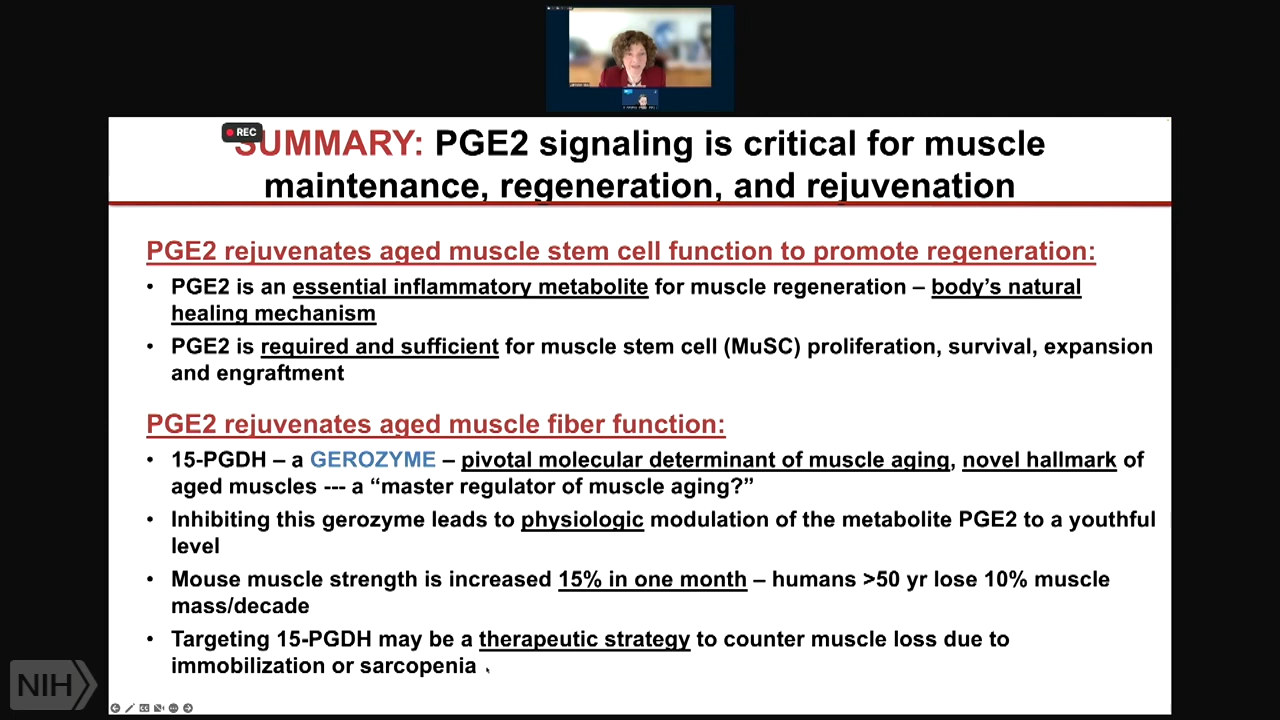 REC
SUMMARY: PGE2 signaling is critical for muscle
maintenance, regeneration, and rejuvenation
PGE2 rejuvenates aged muscle stem cell function to promote regeneration:
• PGE2 is an essential inflammatory metabolite for muscle regeneration – body's natural
healing mechanism
• PGE2 is required and sufficient for muscle stem cell (MuSC) proliferation, survival, expansion
and engraftment
PGE2 rejuvenates aged muscle fiber function:
• 15-PGDH – a GEROZYME – pivotal molecular determinant of muscle aging, novel hallmark of
aged muscles --- a “master regulator of muscle aging?”
• Inhibiting this gerozyme leads to physiologic modulation of the metabolite PGE2 to a youthful
level
• Mouse muscle strength is increased 15% in one month – humans >50 yr lose 10% muscle
mass/decade
• Targeting 15-PGDH may be a therapeutic strategy to counter muscle loss due to
immobilization or sarcopenia
NIH